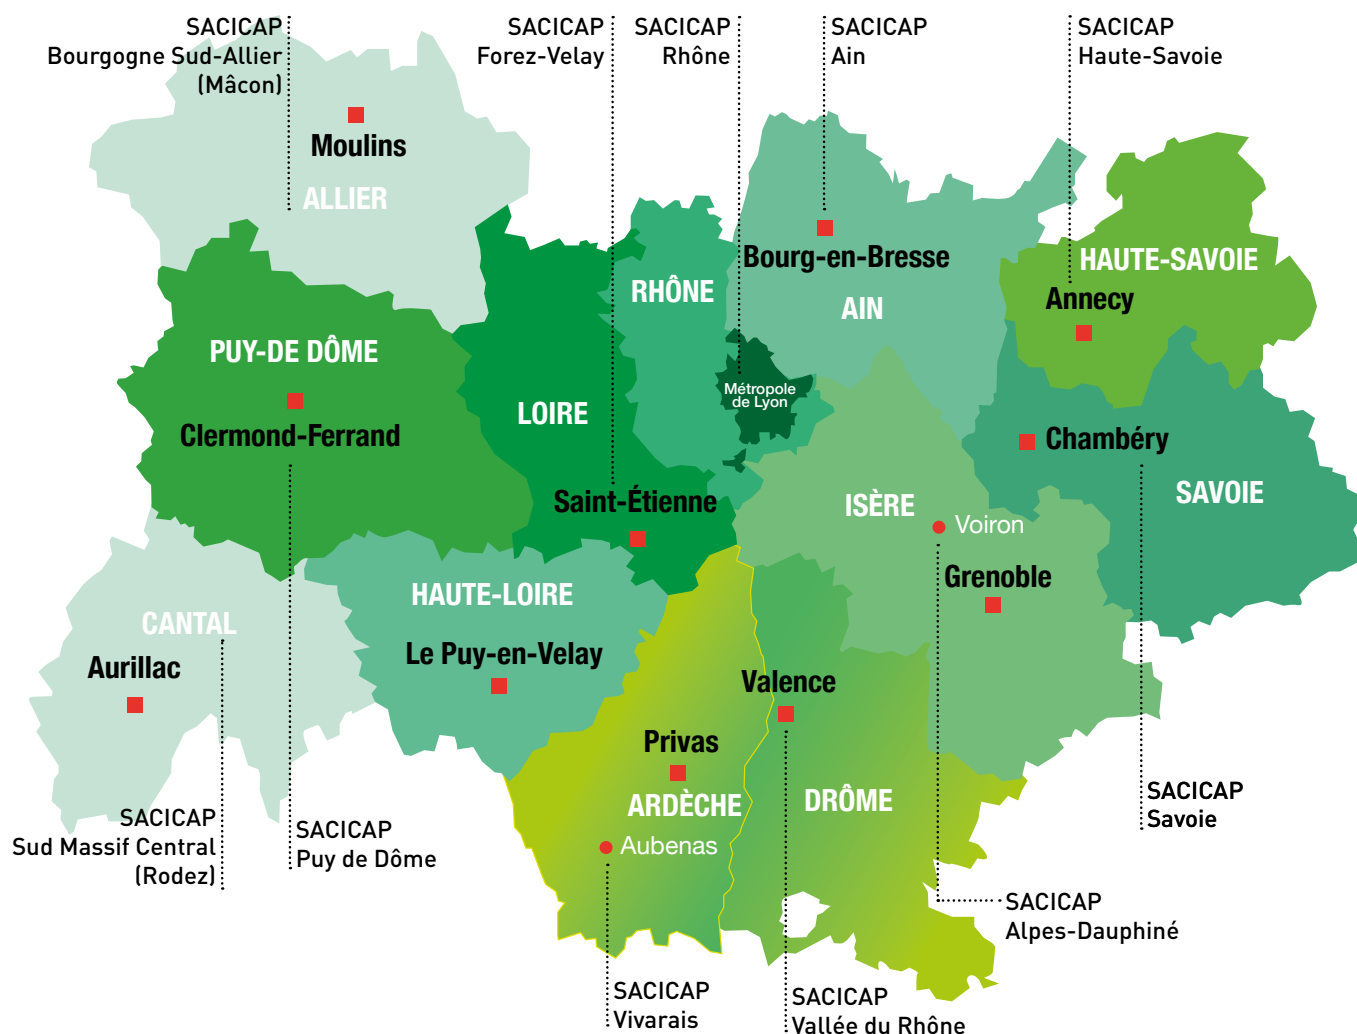 SACICAP
Bourgogne Sud-Allier
(Mâcon)
SACICAP
Forez-Velay
SACICAP
Rhône
SACICAP
Ain
SACICAP
Haute-Savoie
Moulins
ALLIER
Bourg-en-Bresse
AIN
HAUTE-SAVOIE
Annecy
RHÔNE
PUY-DE DÔME
Clermond-Ferrand
LOIRE
Métropole
de Lyon
Chambéry
SAVOIE
Saint-Étienne
ISÈRE
Voiron
Grenoble
HAUTE-LOIRE
Le Puy-en-Velay
CANTAL
Aurillac
Valence
Privas
ARDÈCHE
DRÔME
Aubenas
SACICAP
Sud Massif Central
(Rodez)
SACICAP
Puy de Dôme
SACICAP
Savoie
SACICAP
Alpes-Dauphiné
SACICAP
Vivarais
SACICAP
Vallée du Rhône